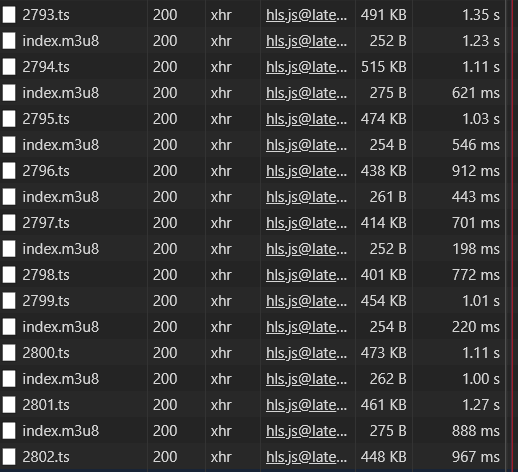 2793.ts 200 xhr hls.js@late... 491 KB 1.35 s
index.m3u8 200 xhr hls.js@late... 252 B 1.23 s
2794.ts 200 xhr hls.js@late... 515 KB 1.11 s
index.m3u8 200 xhr hls.js@late... 275 B 621 ms
2795.ts 200 xhr hls.js@late... 474 KB 1.03 s
index.m3u8 200 xhr hls.js@late... 254 B 546 ms
2796.ts 200 xhr hls.js@late... 438 KB 912 ms
index.m3u8 200 xhr hls.js@late... 261 B 443 ms
2797.ts 200 xhr hls.js@late... 414 KB 701 ms
index.m3u8 200 xhr hls.js@late... 252 B 198 ms
2798.ts 200 xhr hls.js@late... 401 KB 772 ms
2799.ts 200 xhr hls.js@late... 454 KB 1.01 s
index.m3u8 200 xhr hls.js@late... 254 B 220 ms
2800.ts 200 xhr hls.js@late... 473 KB 1.11 s
index.m3u8 200 xhr hls.js@late... 262 B 1.00 s
2801.ts 200 xhr hls.js@late... 461 KB 1.27 s
index.m3u8 200 xhr hls.js@late... 275 B 888 ms
2802.ts 200 xhr hls.js@late... 448 KB 967 ms